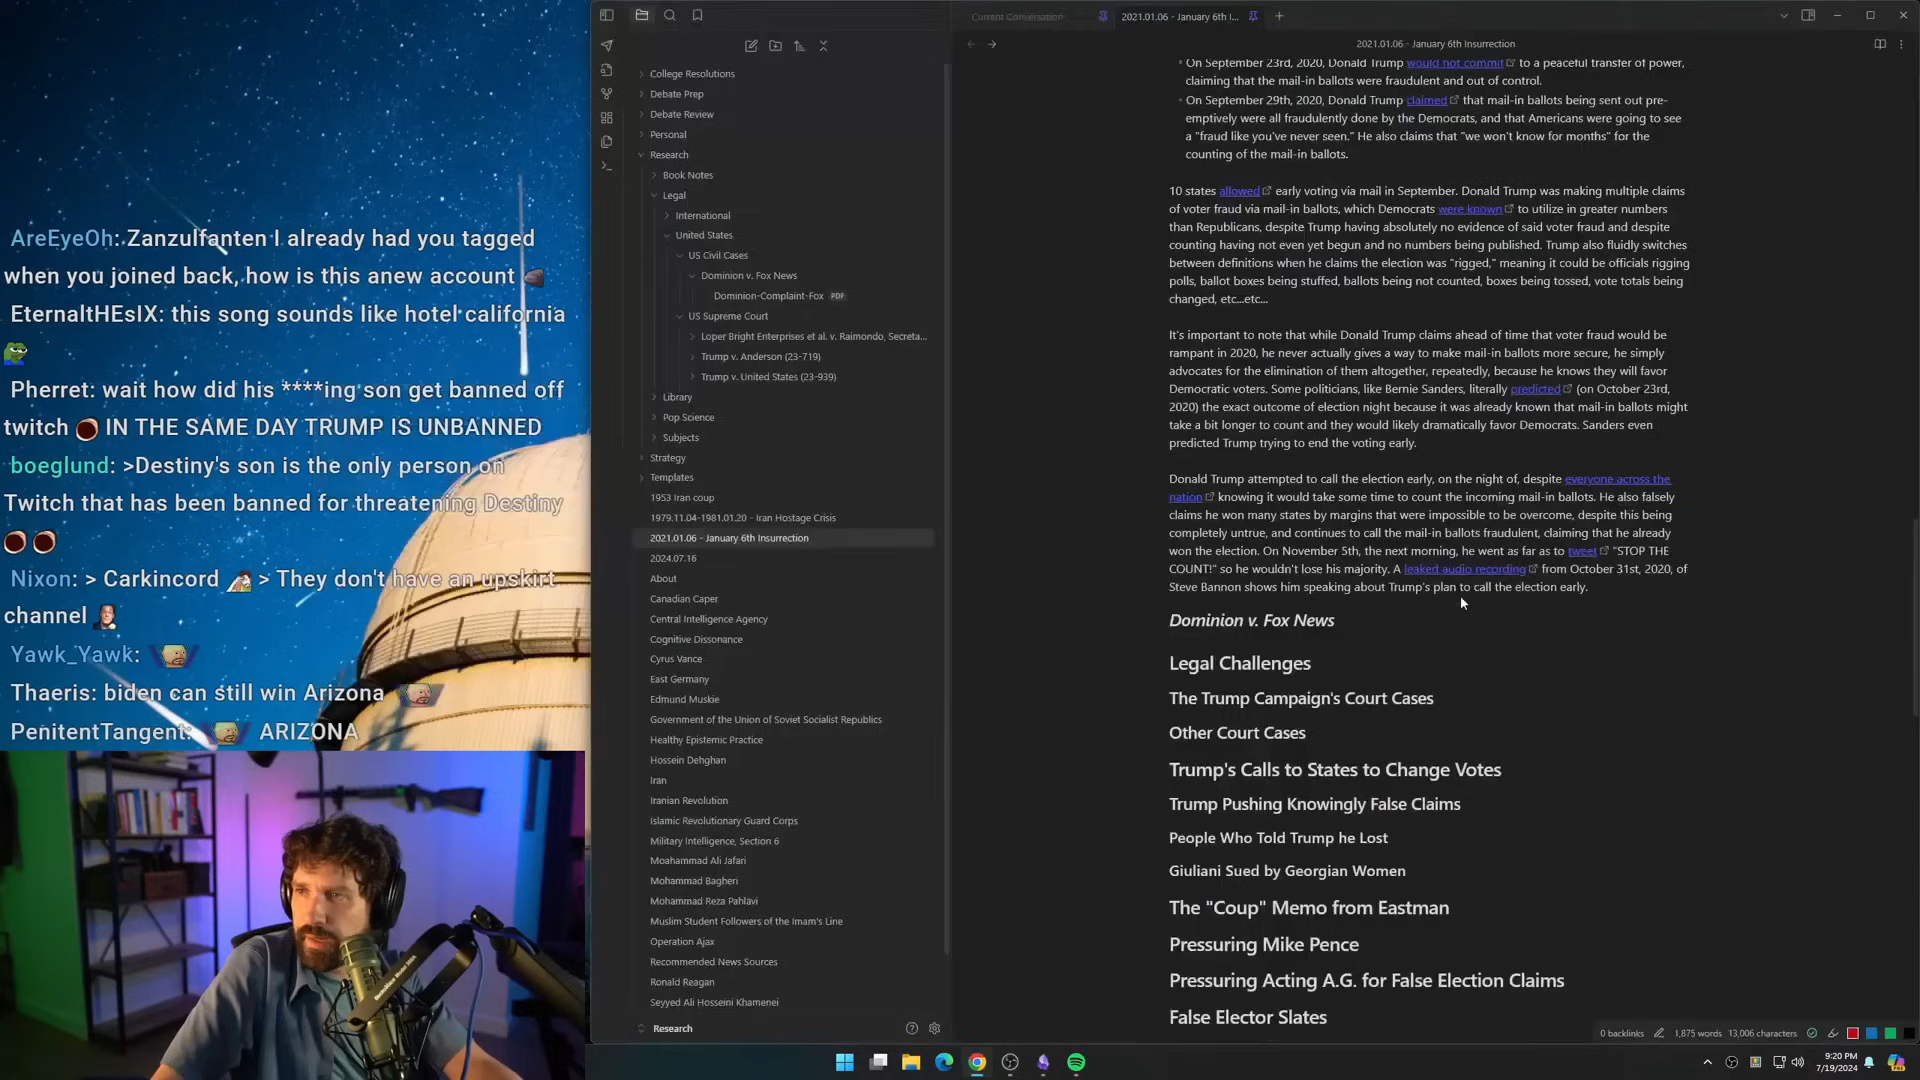 AreEyeOh: Zanzulfanten I already had you tagged
when you joined back, how is this anew account
EternaltHEsIX: this song sounds like hotel california
Pherret: wait how did his ****ing son get banned off
twitch IN THE SAME DAY TRUMP IS UNBANNED
boeglund: >Destiny's son is the only person on
Twitch that has been banned for threatening Destiny
Nixon: > Carkincord > They don't have an upskirt
channel
Yawk_Yawk:
Thaeris: biden can still win Arizona
PenitentTangent: ARIZONA
College Resolutions
Debate Prep
Debate Review
Personal
Research
Book Notes
Legal
International
United States
US Civil Cases
Dominion v. Fox News
Dominion-Complaint-Fox PDF
US Supreme Court
Loper Bright Enterprises et al. v. Raimondo, Secreta...
Trump v. Anderson (23-719)
Trump v. United States (23-939)
Library
Pop Science
Subjects
Strategy
Templates
1953 Iran coup
1979.11.04-1981.01.20 - Iran Hostage Crisis
2021.01.06 - January 6th Insurrection
2024.07.16
About
Canadian Caper
Central Intelligence Agency
Cognitive Dissonance
Cyrus Vance
East Germany
Edmund Muskie
Government of the Union of Soviet Socialist Republics
Healthy Epistemic Practice
Hossein Dehghan
Iran
Iranian Revolution
Islamic Revolutionary Guard Corps
Military Intelligence, Section 6
Moahammad Ali Jafari
Mohammad Bagheri
Mohammad Reza Pahlavi
Muslim Student Followers of the Imam's Line
Operation Ajax
Recommended News Sources
Ronald Reagan
Seyyed Ali Hosseini Khamenei
Research
Current Conversation
2021.01.06 - January 6th I...
2021.01.06 - January 6th Insurrection
On September 23rd, 2020, Donald Trump would not commit to a peaceful transfer of power,
claiming that the mail-in ballots were fraudulent and out of control.
On September 29th, 2020, Donald Trump claimed that mail-in ballots being sent out pre-
emptively were all fraudulently done by the Democrats, and that Americans were going to see
a "fraud like you've never seen." He also claims that "we won't know for months" for the
counting of the mail-in ballots.
10 states allowed early voting via mail in September. Donald Trump was making multiple claims
of voter fraud via mail-in ballots, which Democrats were known to utilize in greater numbers
than Republicans, despite Trump having absolutely no evidence of said voter fraud and despite
counting having not even yet begun and no numbers being published. Trump also fluidly switches
between definitions when he claims the election was "rigged," meaning it could be officials rigging
polls, ballot boxes being stuffed, ballots being not counted, boxes being tossed, vote totals being
changed, etc...etc...
It's important to note that while Donald Trump claims ahead of time that voter fraud would be
rampant in 2020, he never actually gives a way to make mail-in ballots more secure, he simply
advocates for the elimination of them altogether, repeatedly, because he knows they will favor
Democratic voters. Some politicians, like Bernie Sanders, literally predicted (on October 23rd,
2020) the exact outcome of election night because it was already known that mail-in ballots might
take a bit longer to count and they would likely dramatically favor Democrats. Sanders even
predicted Trump trying to end the voting early.
Donald Trump attempted to call the election early, on the night of, despite everyone across the
nation knowing it would take some time to count the incoming mail-in ballots. He also falsely
claims he won many states by margins that were impossible to be overcome, despite this being
completely untrue, and continues to call the mail-in ballots fraudulent, claiming that he already
won the election. On November 5th, the next morning, he went as far as to tweet "STOP THE
COUNT!" so he wouldn't lose his majority. A leaked audio recording from October 31st, 2020, of
Steve Bannon shows him speaking about Trump's plan to call the election early.
Dominion v. Fox News
Legal Challenges
The Trump Campaign's Court Cases
Other Court Cases
Trump's Calls to States to Change Votes
Trump Pushing Knowingly False Claims
People Who Told Trump he Lost
Giuliani Sued by Georgian Women
The "Coup" Memo from Eastman
Pressuring Mike Pence
Pressuring Acting A.G. for False Election Claims
False Elector Slates
0 backlinks 1,875 words 13,006 characters
9:20 PM
7/19/2024